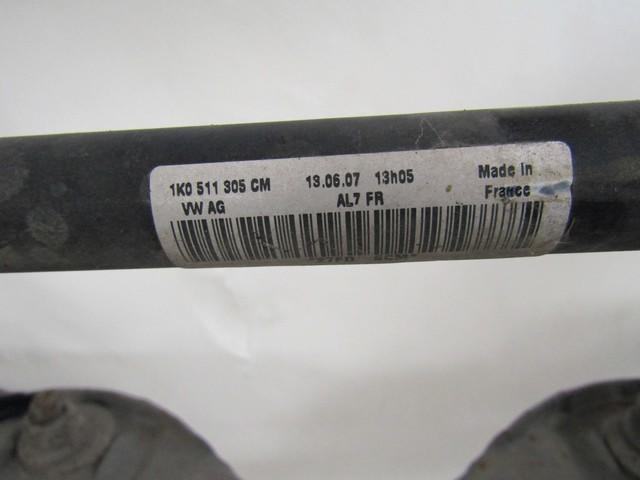 1K0 511 305 CM 13.06.07 13h05 Made in
VW AG AL7 FR France